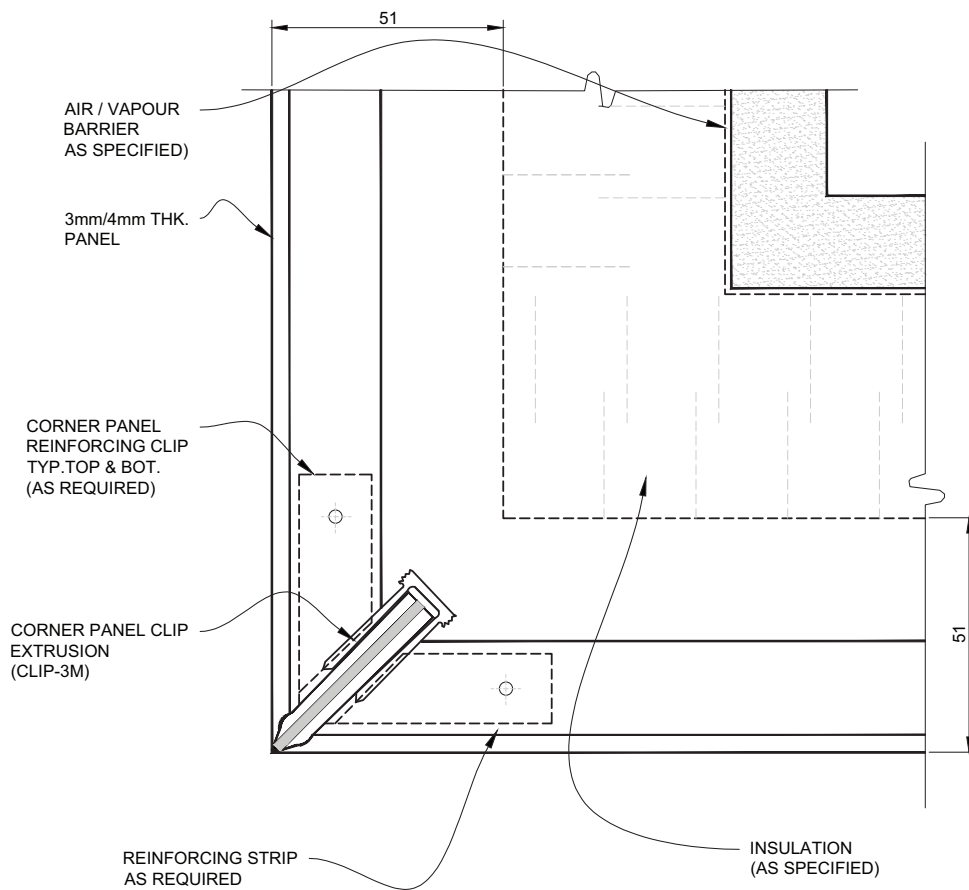 51
AIR / VAPOUR
BARRIER
AS SPECIFIED)
3mm/4mm THK.
PANEL
CORNER PANEL
REINFORCING CLIP
TYP.TOP & BOT.
(AS REQUIRED)
51
CORNER PANEL CLIP
EXTRUSION
(CLIP-3M)
REINFORCING STRIP
AS REQUIRED
INSULATION
(AS SPECIFIED)